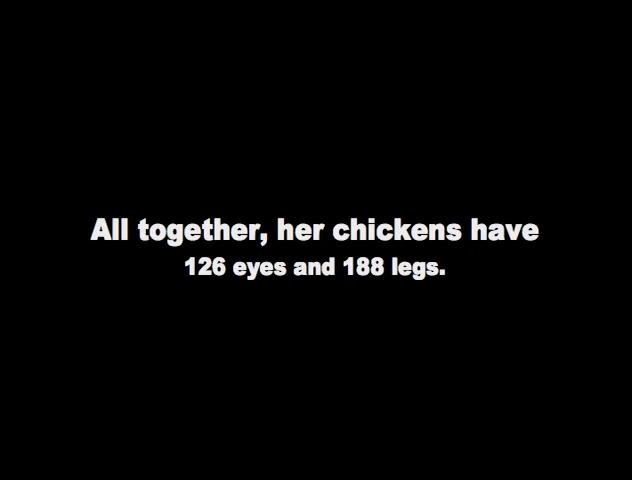 All together, her chickens have
126 eyes and 188 legs.